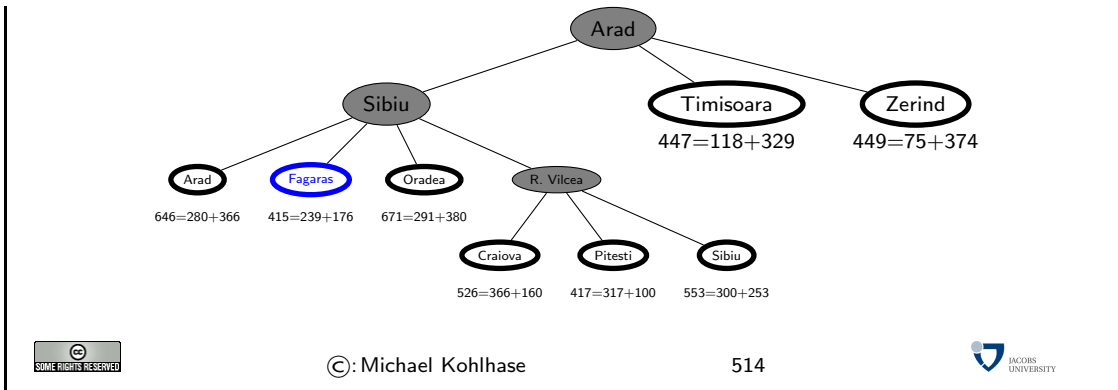 Arad
Sibiu Timisoara Zerind
447=118+329 449=75+374
Arad Fagaras Oradea R. Vilcea
646=280+366 415=239+176 671=291+380
Craiova Pitesti Sibiu
526=366+160 417=317+100 553=300+253
cc
SOME RIGHTS RESERVED
©: Michael Kohlhase 514
JACOBS
UNIVERSITY